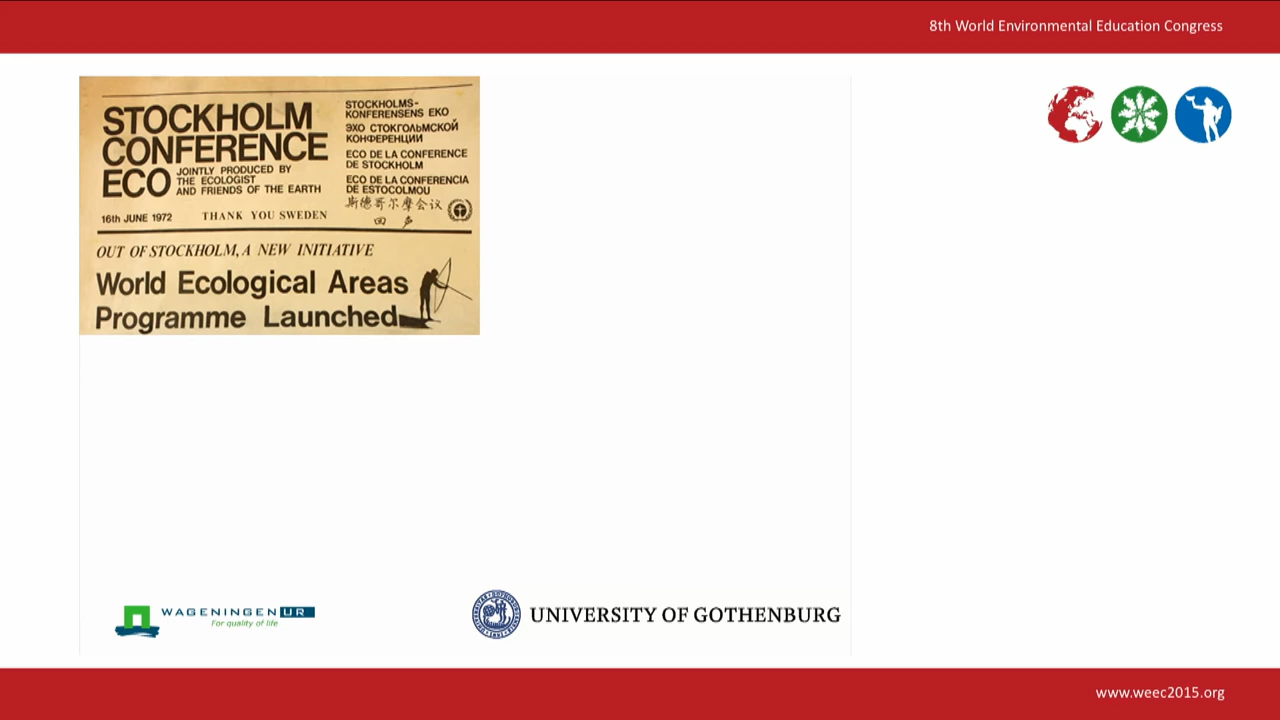 8th World Environmental Education Congress
STOCKHOLM
CONFERENCE
ECO
JOINTLY PRODUCED BY
THE ECOLOGIST
AND FRIENDS OF THE EARTH
STOCKHOLMS-
KONFERENSENS EKO
ЭХО СТОКГОЛЬМСКОЙ
КОНФЕРЕНЦИИ
ECO DE LA CONFERENCE
DE STOCKHOLM
ECO DE LA CONFERENCIA
DE ESTOCOLMOU
斯德哥尔摩会议
回声
16th JUNE 1972
THANK YOU SWEDEN
OUT OF STOCKHOLM, A NEW INITIATIVE
World Ecological Areas
Programme Launched
WAGENINGEN UR
For quality of life
UNIVERSITY OF GOTHENBURG
www.weec2015.org